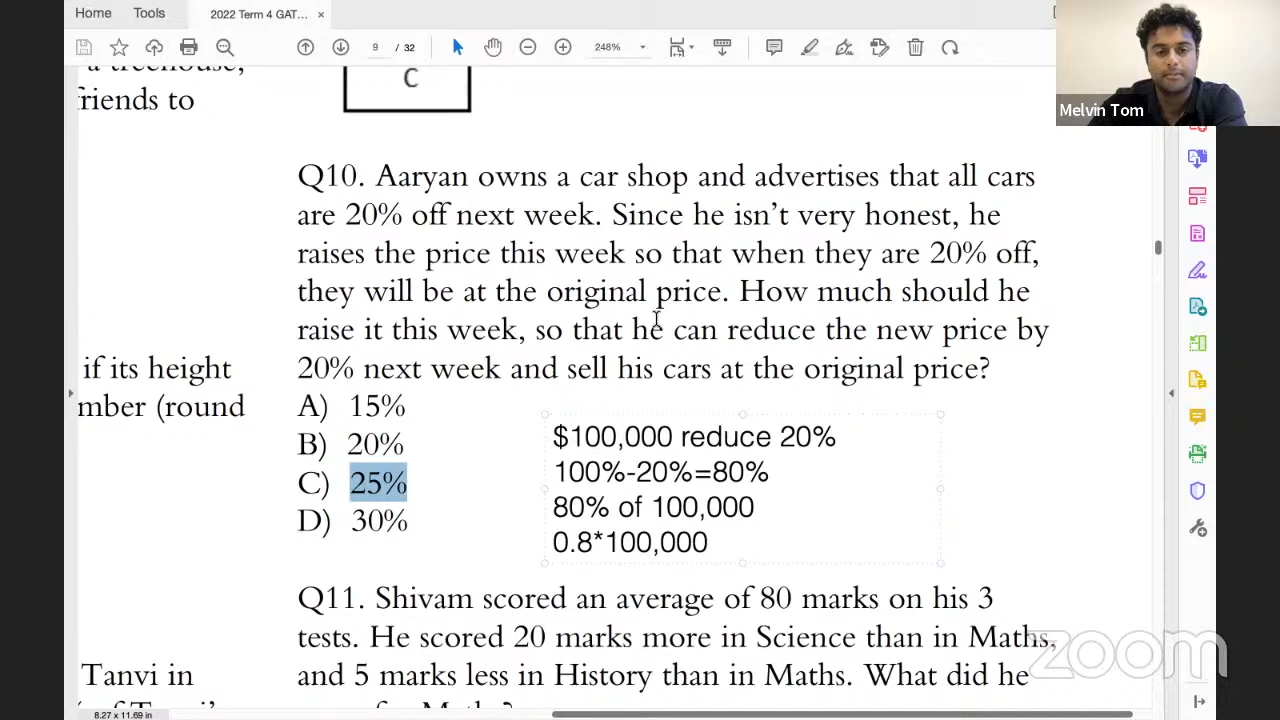 Home Tools 2022 Term 4 GAT... ×
9 / 32 248%
Melvin Tom
a treehouse,
friends to
C
Q10. Aaryan owns a car shop and advertises that all cars
are 20% off next week. Since he isn't very honest, he
raises the price this week so that when they are 20% off,
they will be at the original price. How much should he
raise it this week, so that he can reduce the new price by
20% next week and sell his cars at the original price?
if its height
mber (round
A) 15%
B) 20%
C) 25%
D) 30%
$100,000 reduce 20%
100%-20%=80%
80% of 100,000
0.8*100,000
Q11. Shivam scored an average of 80 marks on his 3
tests. He scored 20 marks more in Science than in Maths,
and 5 marks less in History than in Maths. What did he
Tanvi in
zoom
8.27 x 11.69 in